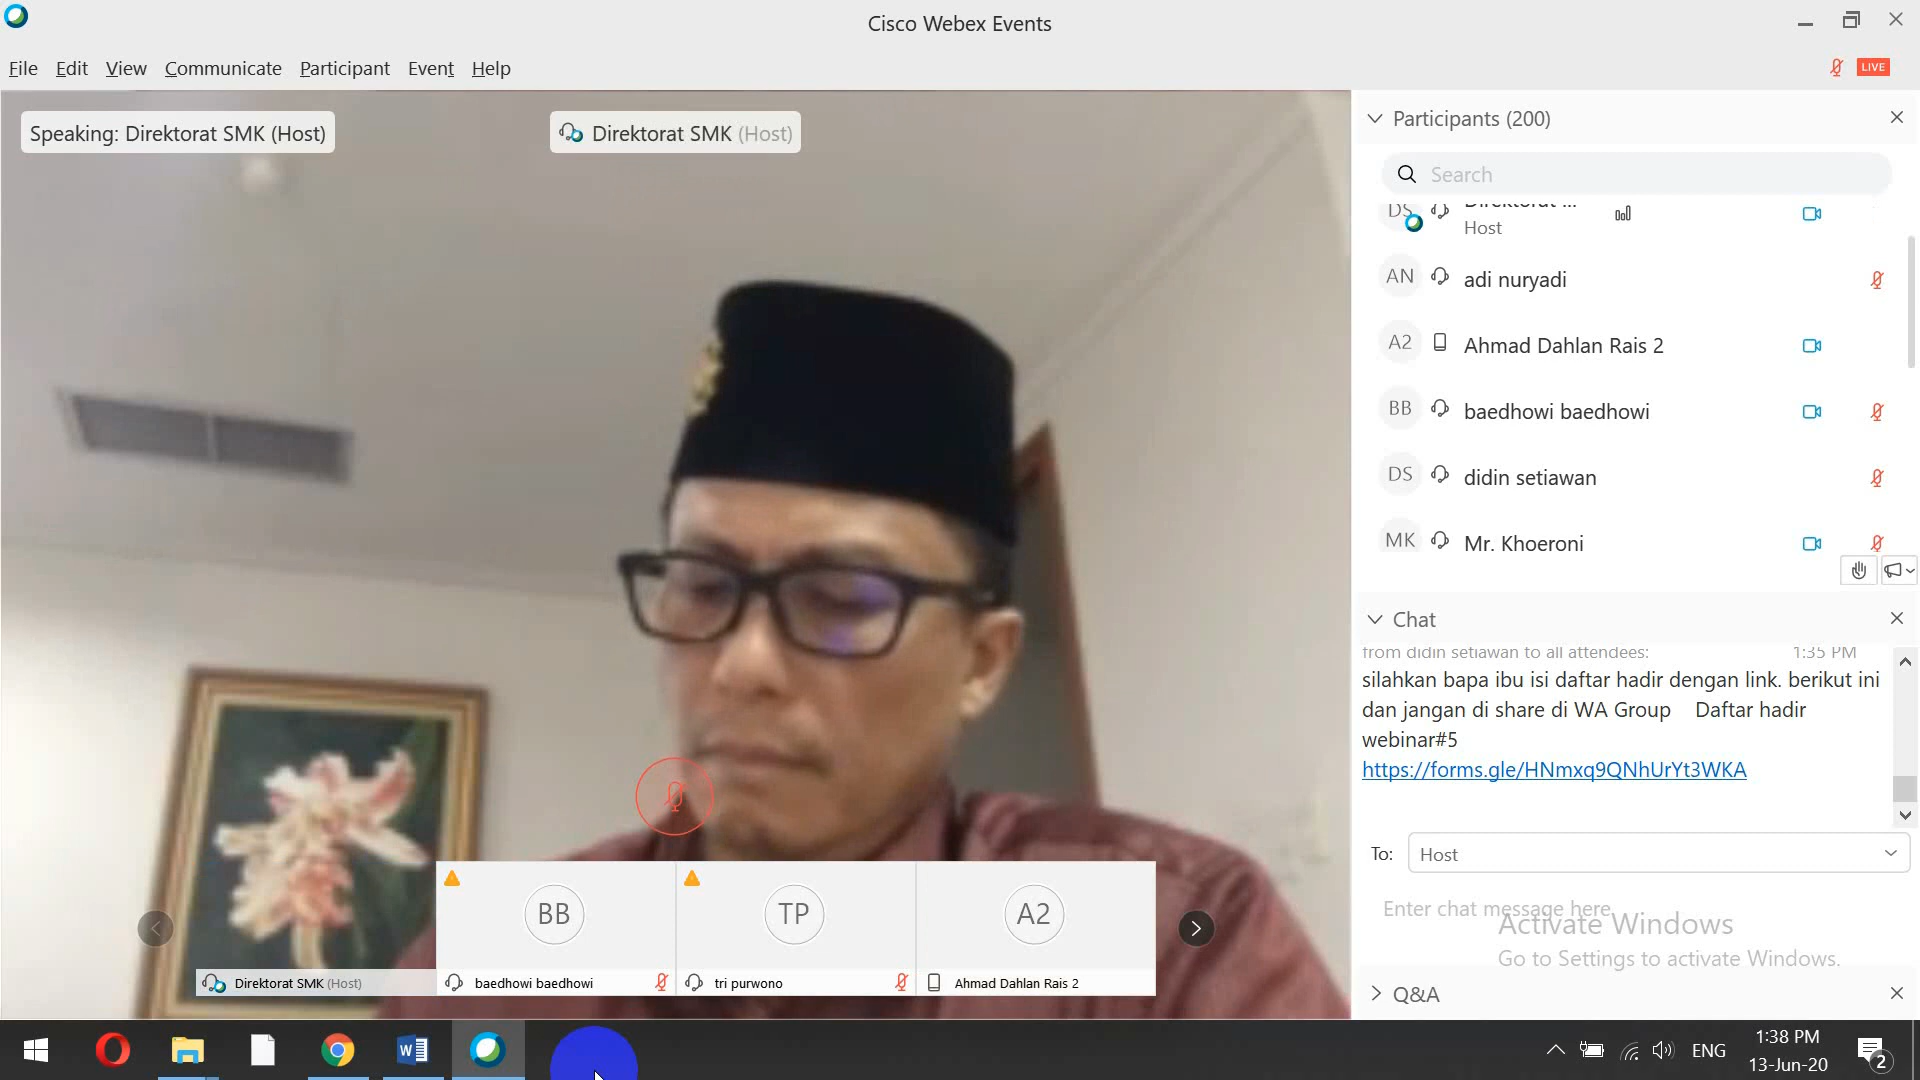 Cisco Webex Events
File Edit View Communicate Participant Event Help
LIVE
Speaking: Direktorat SMK (Host)
Direktorat SMK (Host)
Participants (200)
Search
DS Direktorat ...
Host
AN adi nuryadi
A2 Ahmad Dahlan Rais 2
BB baedhowi baedhowi
DS didin setiawan
MK Mr. Khoeroni
Chat
from didin setiawan to all attendees: 1:35 PM
silahkan bapa ibu isi daftar hadir dengan link. berikut ini
dan jangan di share di WA Group Daftar hadir
webinar#5
https://forms.gle/HNmxq9QNhUrYt3WKA
To: Host
Enter chat message here
Activate Windows
Go to Settings to activate Windows.
Q&A
BB
TP
A2
Direktorat SMK (Host)
baedhowi baedhowi
tri purwono
Ahmad Dahlan Rais 2
ENG
1:38 PM
13-Jun-20
2